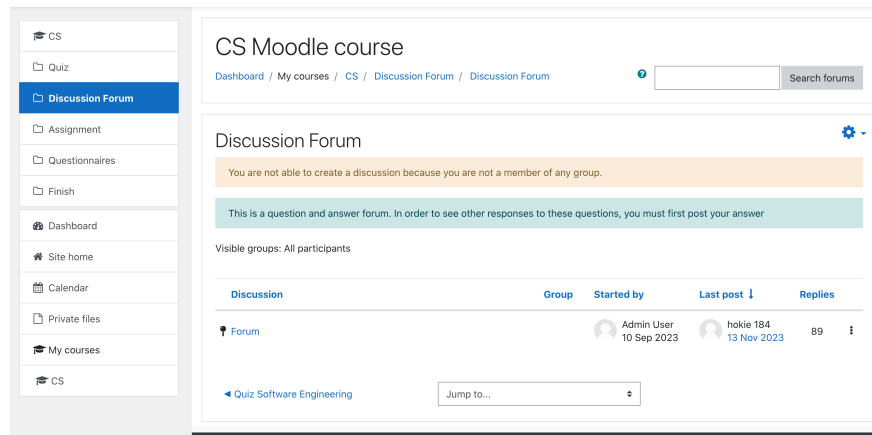 CS
Quiz
Discussion Forum
Assignment
Questionnaires
Finish
Dashboard
Site home
Calendar
Private files
My courses
CS
CS Moodle course
Dashboard / My courses / CS / Discussion Forum / Discussion Forum
Search forums
Discussion Forum
You are not able to create a discussion because you are not a member of any group.
This is a question and answer forum. In order to see other responses to these questions, you must first post your answer
Visible groups: All participants
Discussion Group Started by Last post ↓ Replies
Forum Admin User hokie 184 89
10 Sep 2023 13 Nov 2023
◄ Quiz Software Engineering Jump to...